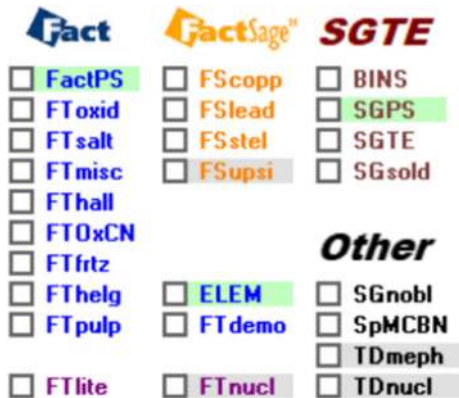 Fact FactSage™ SGTE
FactPS FScopp BINS
FToxid FSlead SGPS
FTsalt FSstel SGTE
FTmisc FSupsi SGsold
FThall
FTOxCN Other
FTfrtz
FThelg ELEM SGnobl
FTpulp FTdemo SpMCBN
TDmeph
FTlite FTnucl TDnucl